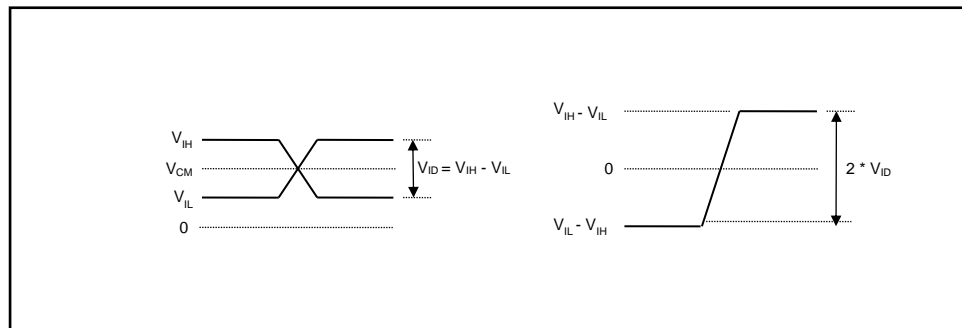 V_IH
V_CM
V_IL
0
V_ID = V_IH - V_IL
V_IH - V_IL
0
V_IL - V_IH
2 * V_ID